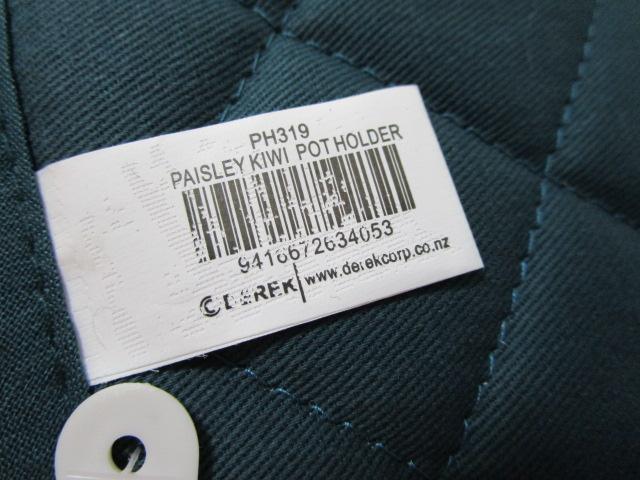 PH319
PAISLEY KIWI POT HOLDER
9416672634053
© DEREK | www.derekcorp.co.nz